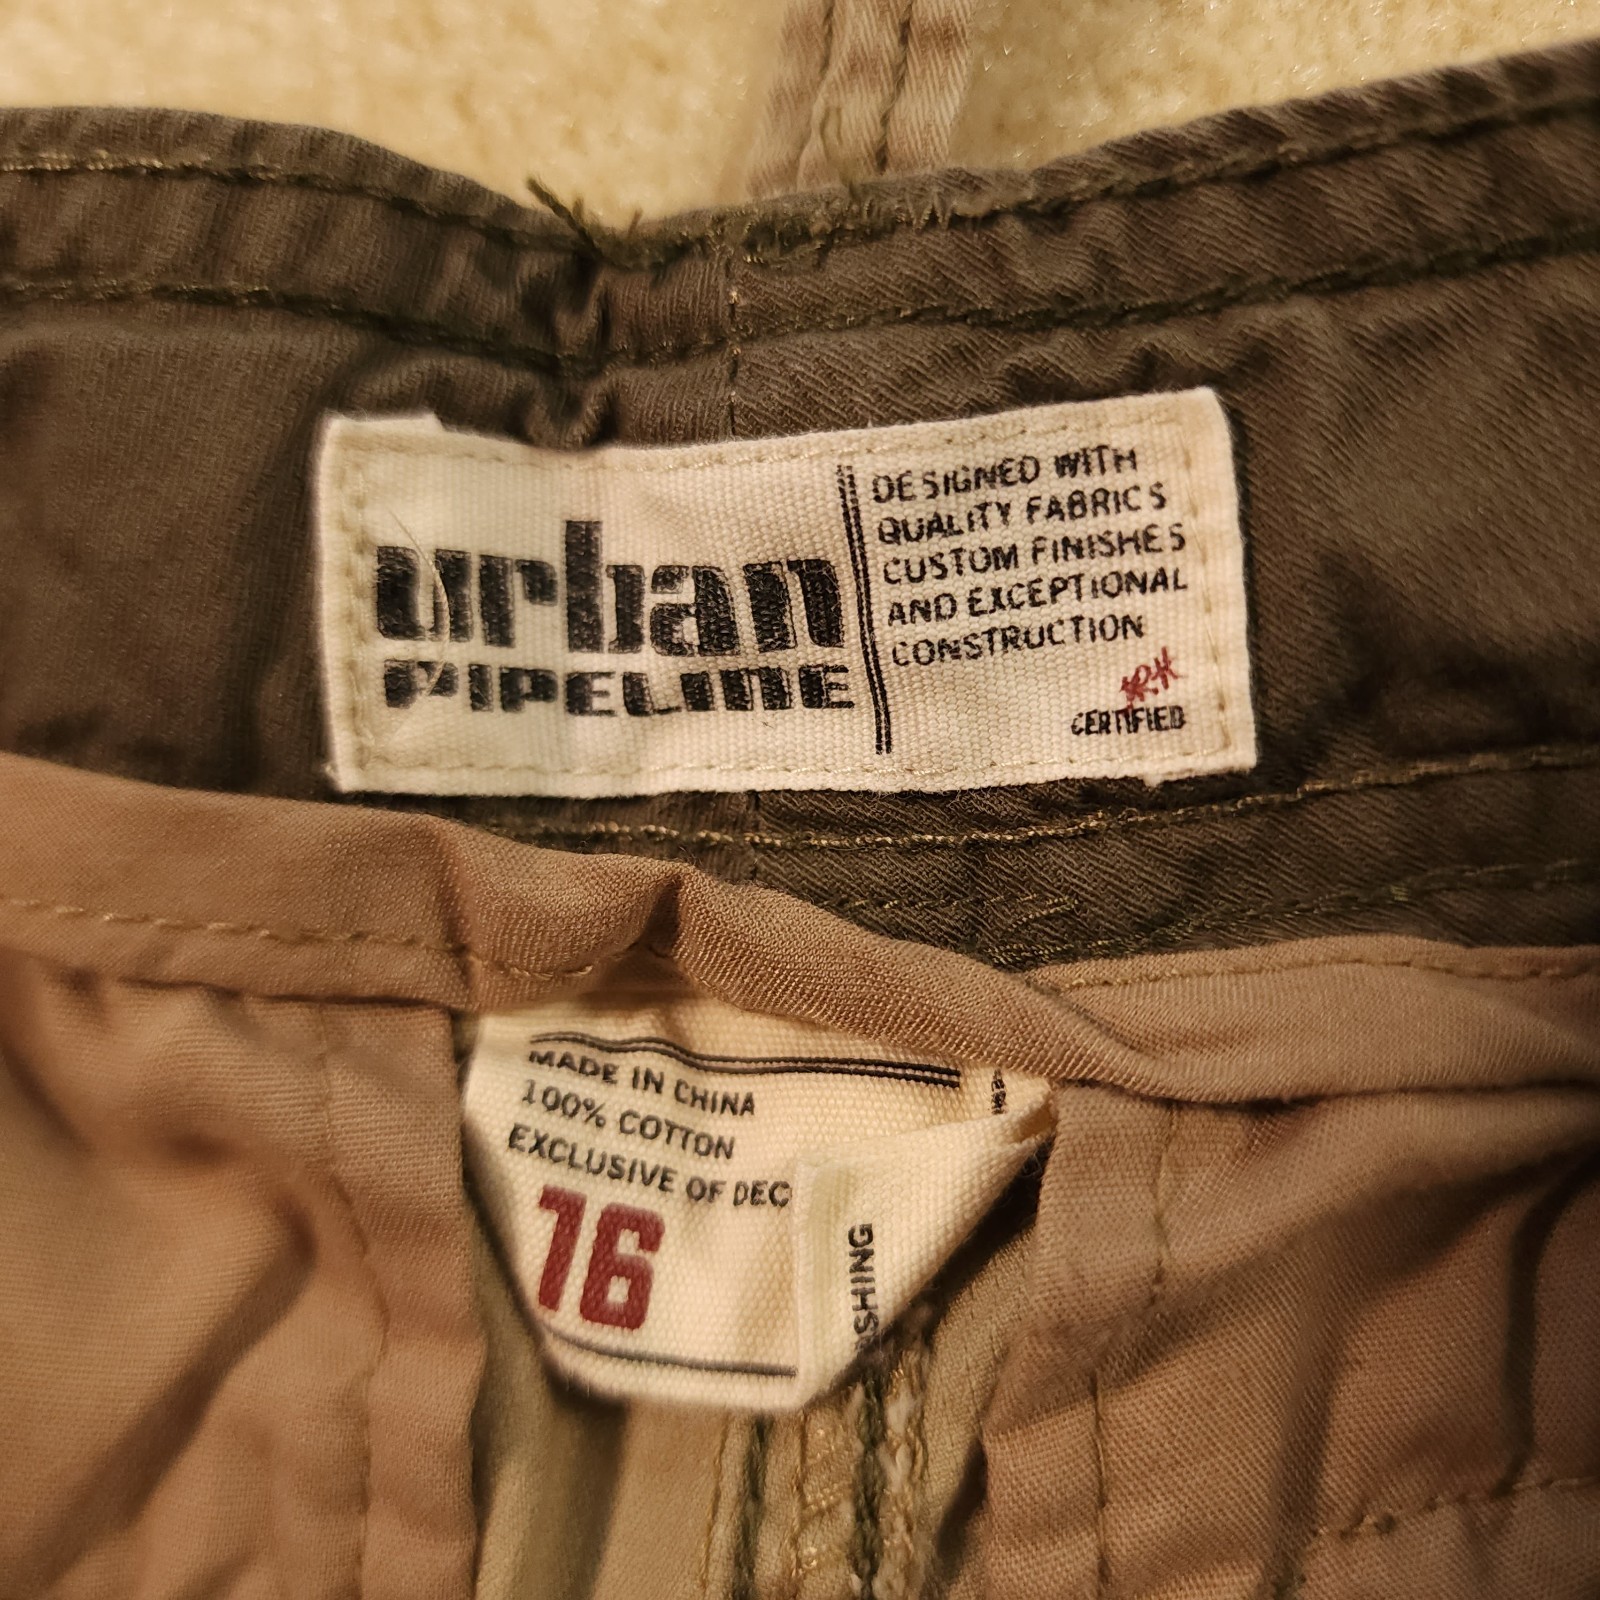 urban
PIPELINE
DESIGNED WITH
QUALITY FABRICS
CUSTOM FINISHES
AND EXCEPTIONAL
CONSTRUCTION
CERTIFIED
MADE IN CHINA
100% COTTON
EXCLUSIVE OF DEC
16
ASHING